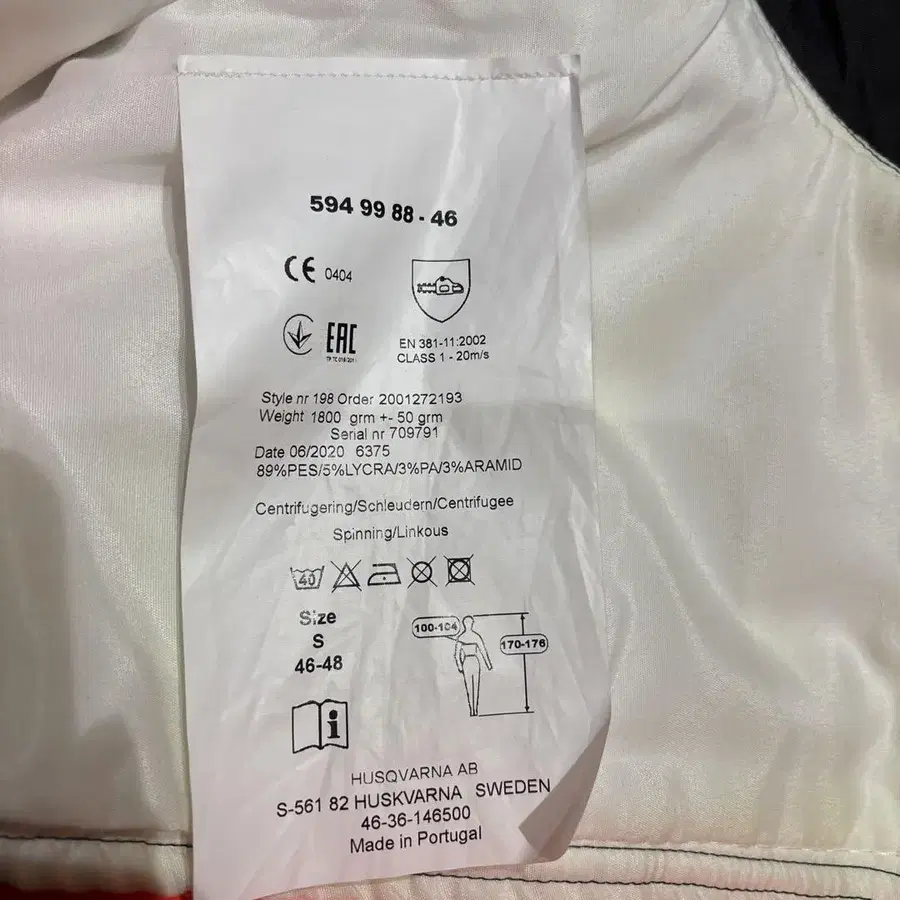 594 99 88 - 46
CE 0404
EAC
EN 381-11:2002
CLASS 1 - 20m/s
Style nr 198 Order 2001272193
Weight 1800 grm +- 50 grm
Serial nr 709791
Date 06/2020 6375
89%PES/5%LYCRA/3%PA/3%ARAMID
Centrifugering/Schleudern/Centrifugee
Spinning/Linkous
40
Size
S
46-48
100-104
170-176
i
HUSQVARNA AB
S-561 82 HUSKVARNA SWEDEN
46-36-146500
Made in Portugal